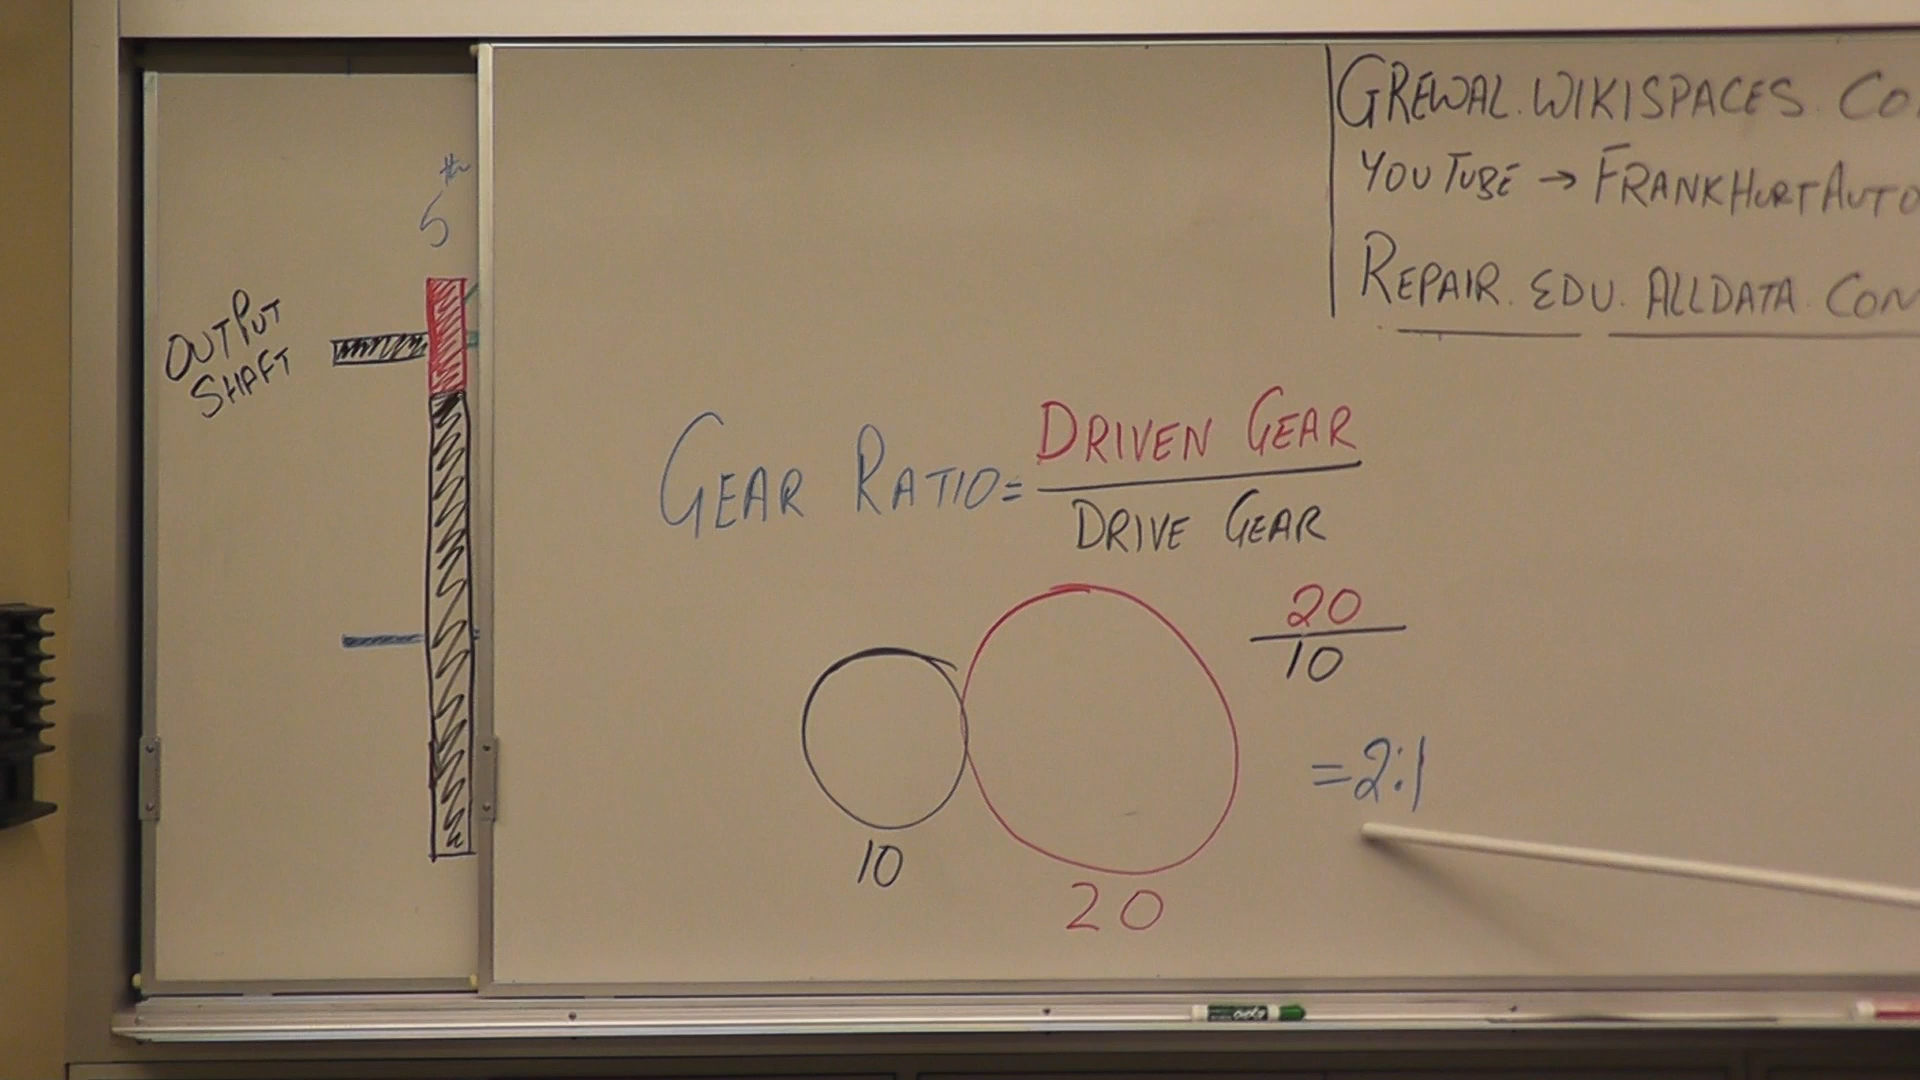 5th
OUTPUT
SHAFT
GREWAL.WIKISPACES.CO
YOUTUBE → FRANKHURTAUTO
REPAIR.EDU.ALLDATA.COM
GEAR RATIO = DRIVEN GEAR
DRIVE GEAR
20
10
= 2:1
10
20
expo